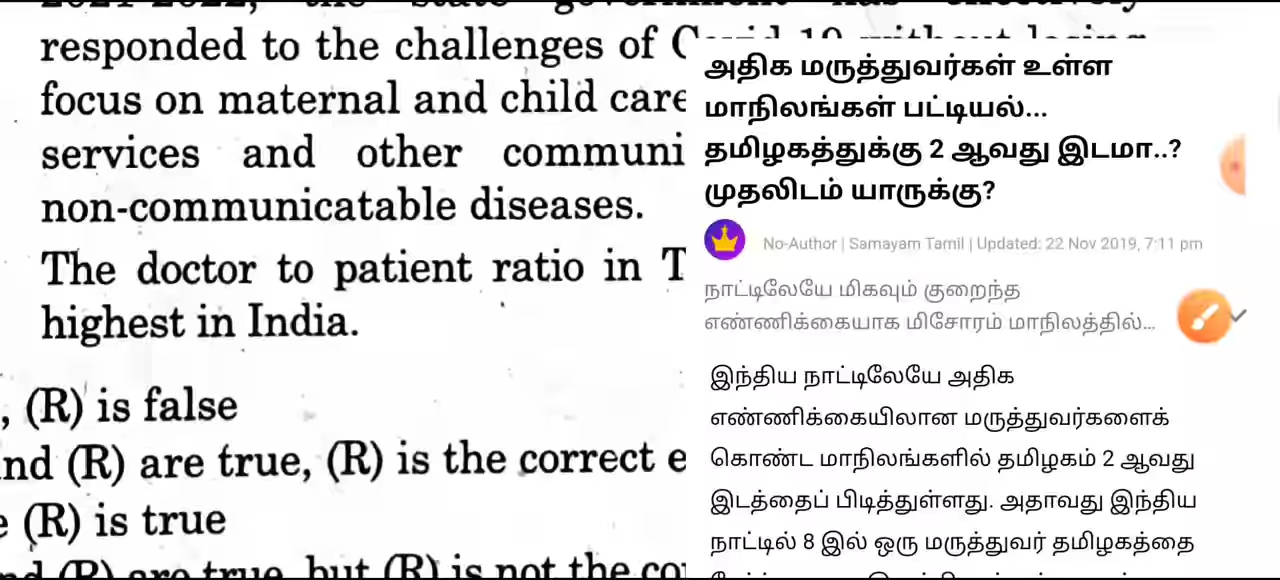 responded to the challenges of
focus on maternal and child care
services and other communi
non-communicatable diseases.
The doctor to patient ratio in T
highest in India.
, (R) is false
nd (R) are true, (R) is the correct e
e (R) is true
அதிக மருத்துவர்கள் உள்ள
மாநிலங்கள் பட்டியல்...
தமிழகத்துக்கு 2 ஆவது இடமா..?
முதலிடம் யாருக்கு?
No-Author | Samayam Tamil | Updated: 22 Nov 2019, 7:11 pm
நாட்டிலேயே மிகவும் குறைந்த
எண்ணிக்கையாக மிசோரம் மாநிலத்தில்...
இந்திய நாட்டிலேயே அதிக
எண்ணிக்கையிலான மருத்துவர்களைக்
கொண்ட மாநிலங்களில் தமிழகம் 2 ஆவது
இடத்தைப் பிடித்துள்ளது. அதாவது இந்திய
நாட்டில் 8 இல் ஒரு மருத்துவர் தமிழகத்தை